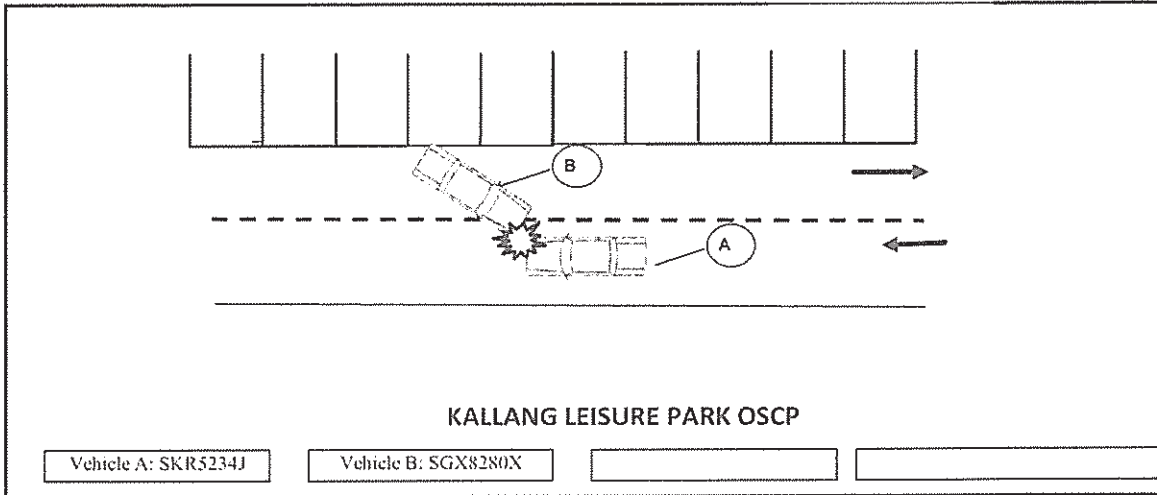 B
A
KALLANG LEISURE PARK OSCP
Vehicle A: SKR5234J
Vehicle B: SGX8280X